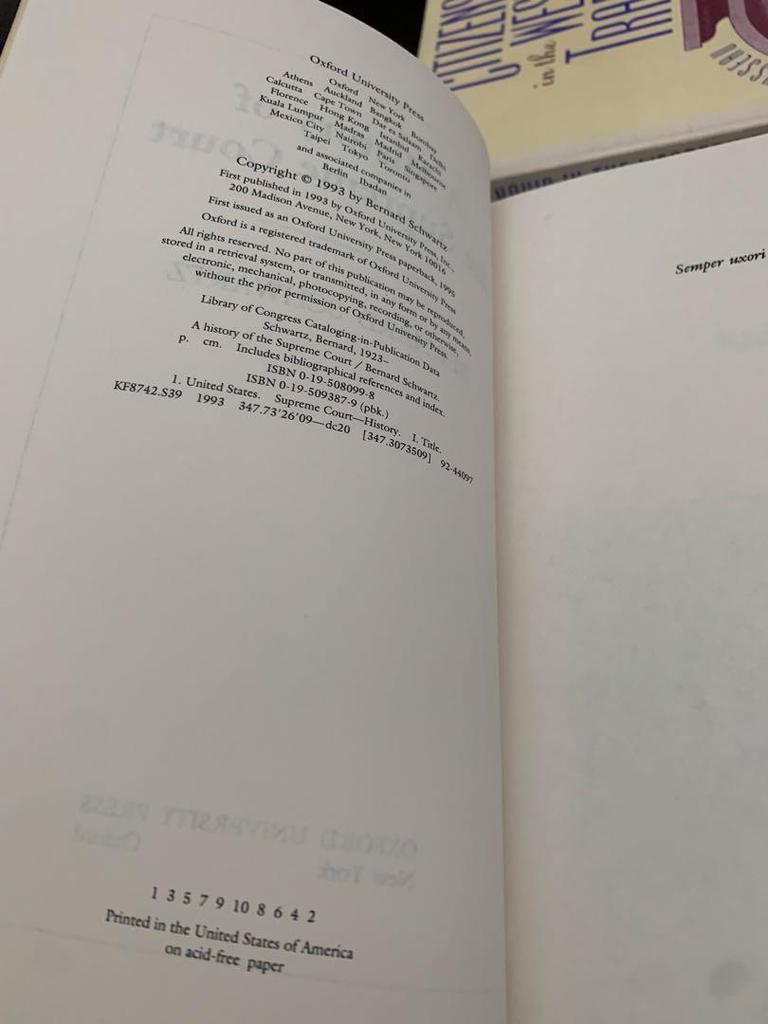 Oxford University Press
Oxford New York
Athens Auckland Bangkok Bombay
Calcutta Cape Town Dar es Salaam Delhi
Florence Hong Kong Istanbul Karachi
Kuala Lumpur Madras Madrid Melbourne
Mexico City Nairobi Paris Singapore
Taipei Tokyo Toronto
and associated companies in
Berlin Ibadan
Copyright © 1993 by Bernard Schwartz
First published in 1993 by Oxford University Press, Inc.,
200 Madison Avenue, New York, New York 10016
First issued as an Oxford University Press paperback, 1995
Oxford is a registered trademark of Oxford University Press
All rights reserved. No part of this publication may be reproduced,
stored in a retrieval system, or transmitted, in any form or by any means,
electronic, mechanical, photocopying, recording, or otherwise,
without the prior permission of Oxford University Press.
Library of Congress Cataloging-in-Publication Data
Schwartz, Bernard, 1923–
A history of the Supreme Court / Bernard Schwartz.
p. cm. Includes bibliographical references and index.
ISBN 0-19-508099-8
ISBN 0-19-509387-9 (pbk.)
1. United States. Supreme Court—History. I. Title.
KF8742.S39 1993 347.73'26'09—dc20 [347.3073509] 92-44097
1 3 5 7 9 10 8 6 4 2
Printed in the United States of America
on acid-free paper
Semper uxori
CITIZENS
in the WES
TRA